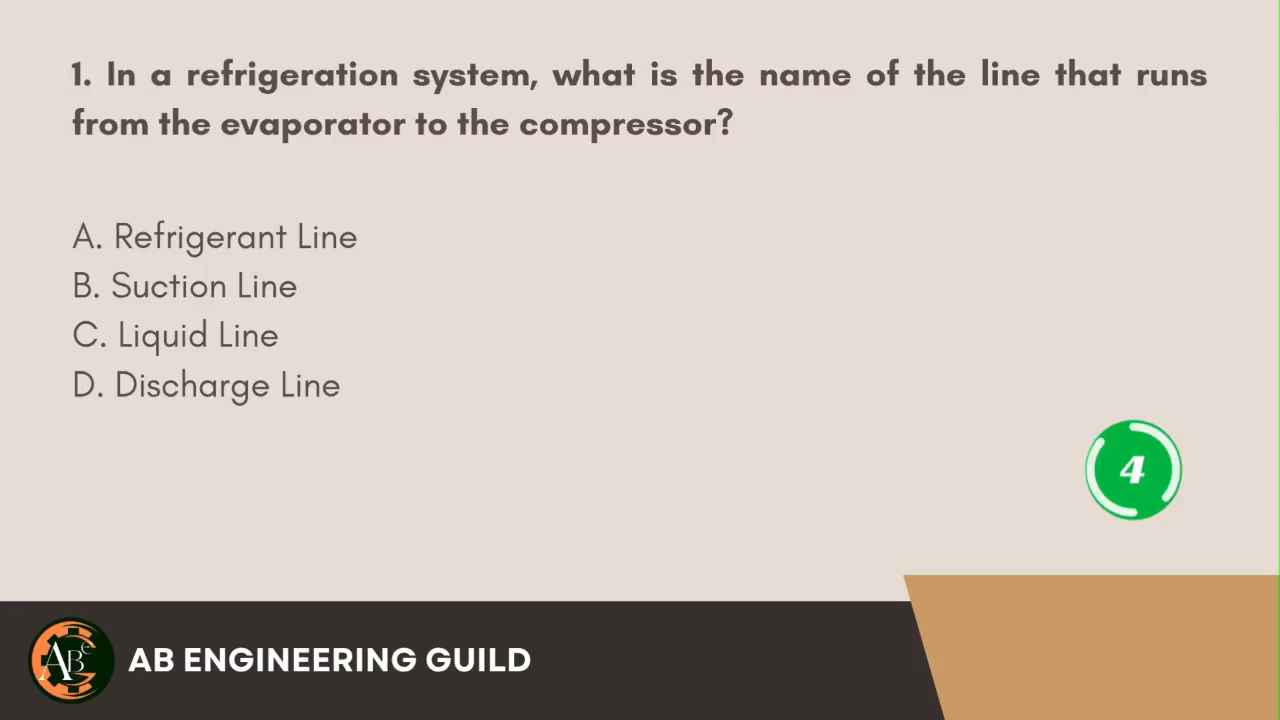 1. In a refrigeration system, what is the name of the line that runs
from the evaporator to the compressor?
A. Refrigerant Line
B. Suction Line
C. Liquid Line
D. Discharge Line
4
ABe
AB ENGINEERING GUILD